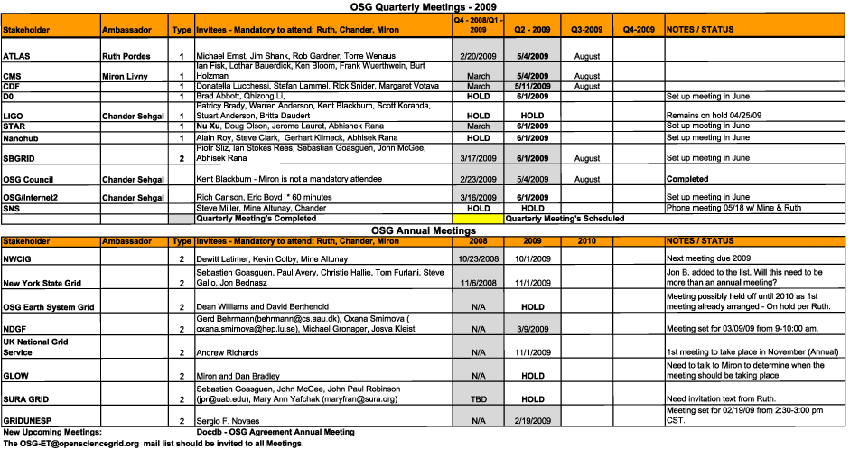 OSG Quarterly Meetings - 2009
Stakeholder Ambassador Type Invitees - Mandatory to attend: Ruth, Chander, Miron Q4 - 2008/Q1 - 2009 Q2 - 2009 Q3-2009 Q4-2009 NOTES / STATUS
ATLAS Ruth Pordes 1 Michael Ernst, Jim Shank, Rob Gardner, Torre Wenaus 2/20/2009 5/4/2009 August
CMS Miron Livny 1 Ian Fisk, Lothar Bauerdick, Ken Bloom, Frank Wuerthwein, Burt Holzman March 5/4/2009 August
CDF 1 Donatella Lucchessi, Stefan Lammel, Rick Snider, Margaret Votava March 5/11/2009 August
D0 1 Brad Abbott, Qizhong Li, HOLD 6/1/2009 Set up meeting in June
LIGO Chander Sehgal 1 Patricy Brady, Warren Anderson, Kent Blackburn, Scott Koranda, Stuart Anderson, Britta Daudert HOLD HOLD Remains on hold 04/25/09
STAR 1 Nu Xu, Doug Olson, Jerome Lauret, Abhishek Rana March 6/1/2009 Set up meeting in June
Nanohub 1 Alain Roy, Steve Clark, Gerhart Klimeck, Abhisek Rana HOLD 6/1/2009 Set up meeting in June
SBGRID 2 Piotr Sliz, Ian Stokes Rees, Sebastian Goasguen, John McGee, Abhisek Rana 3/17/2009 6/1/2009 August Set up meeting in June
OSG Council Chander Sehgal Kent Blackburn - Miron is not a mandatory attendee 2/23/2009 5/4/2009 August Completed
OSG/Internet2 Chander Sehgal Rich Carlson, Eric Boyd * 60 minutes 3/16/2009 6/1/2009 Set up meeting in June
SNS Steve Miller, Mine Altunay, Chander HOLD HOLD Phone meeting 05/18 w/ Mine & Ruth
Quarterly Meeting's Completed Quarterly Meeting's Scheduled
OSG Annual Meetings
Stakeholder Ambassador Type Invitees - Mandatory to attend: Ruth, Chander, Miron 2008 2009 2010 NOTES / STATUS
NWCIG 2 Dewitt Latimer, Kevin Colby, Mine Altunay 10/23/2008 10/1/2009 Next meeting due 2009
New York State Grid 2 Sebastien Goasguen, Paul Avery, Christie Hallie, Tom Furlani, Steve Gallo, Jon Bednasz 11/6/2008 11/1/2009 Jon B. added to the list. Will this need to be more than an annual meeting?
OSG Earth System Grid 2 Dean Williams and David Bertheneld N/A HOLD Meeting possibly held off until 2010 as 1st meeting already arranged - On hold per Ruth.
NDGF 2 Gerd Behrmann(behrmann@cs.aau.dk), Oxana Smirnova ( oxana.smirnova@hep.lu.se), Michael Gronager, Josva Kleist N/A 3/9/2009 Meeting set for 03/09/09 from 9-10:00 am.
UK National Grid Service 2 Andrew Richards N/A 11/1/2009 1st meeting to take place in November (Annual)
GLOW 2 Miron and Dan Bradley N/A HOLD Need to talk to Miron to determine when the meeting should be taking place
SURA GRID 2 Sebastien Goasguen, John McGee, John Paul Robinson (jpr@uab.edu), Mary Ann Yafchak (maryfran@sura.org) TBD HOLD Need invitation text from Ruth.
GRIDUNESP 2 Sergio F. Novaes N/A 2/19/2009 Meeting set for 02/19/09 from 2:30-3:00 pm CST.
New Upcoming Meetings: Docdb - OSG Agreement Annual Meeting
The OSG-ET@opensciencegrid.org mail list should be invited to all Meetings.